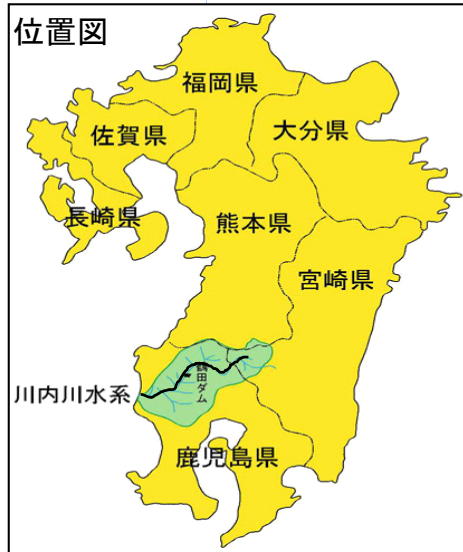 位置図
福岡県
佐賀県
大分県
長崎県
熊本県
宮崎県
鶴田ダム
川内川水系
鹿児島県